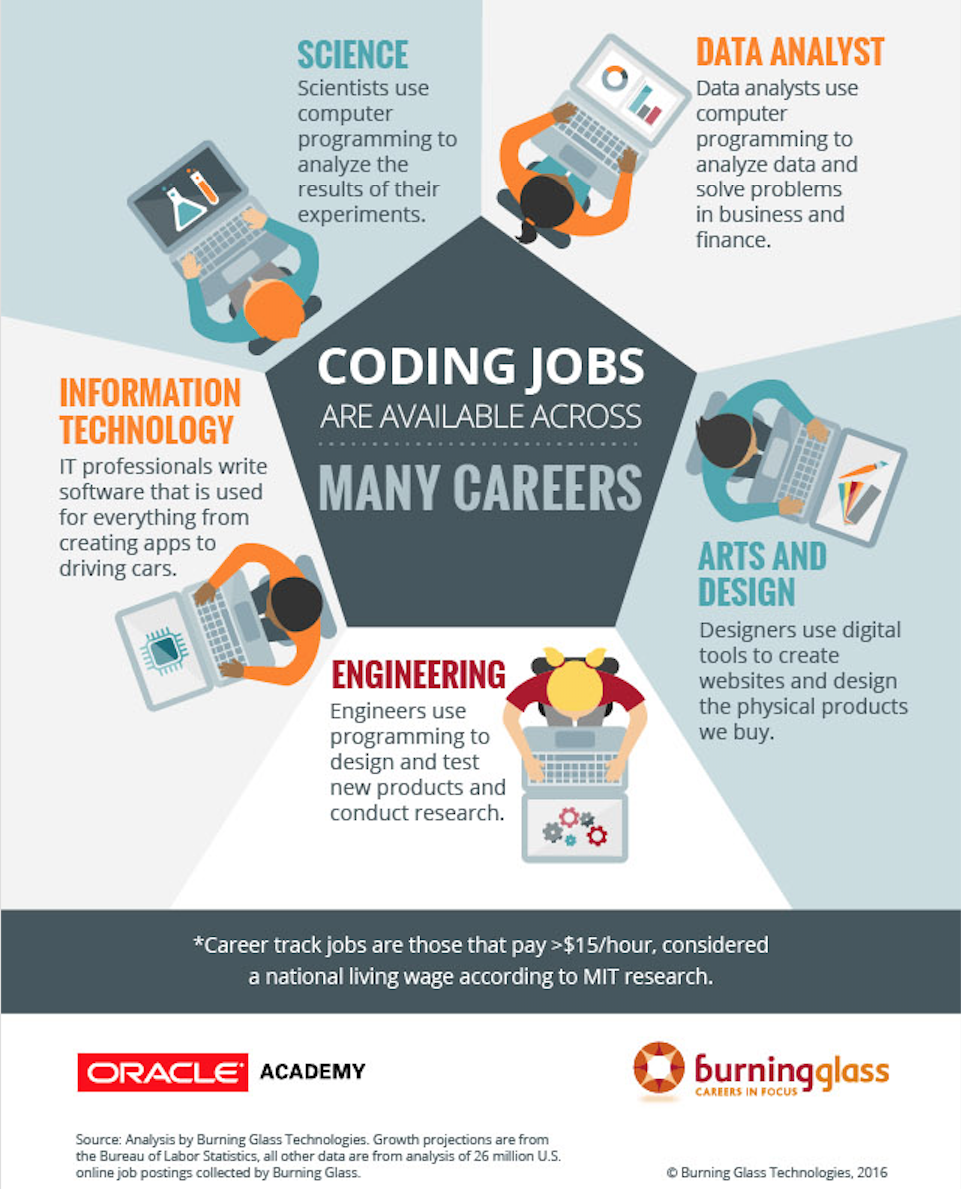 SCIENCE
Scientists use
computer
programming to
analyze the
results of their
experiments.
DATA ANALYST
Data analysts use
computer
programming to
analyze data and
solve problems
in business and
finance.
CODING JOBS
ARE AVAILABLE ACROSS
MANY CAREERS
INFORMATION
TECHNOLOGY
IT professionals write
software that is used
for everything from
creating apps to
driving cars.
ARTS AND
DESIGN
Designers use digital
tools to create
websites and design
the physical products
we buy.
ENGINEERING
Engineers use
programming to
design and test
new products and
conduct research.
*Career track jobs are those that pay >$15/hour, considered
a national living wage according to MIT research.
ORACLE ACADEMY
burningglass
CAREERS IN FOCUS
Source: Analysis by Burning Glass Technologies. Growth projections are from
the Bureau of Labor Statistics, all other data are from analysis of 26 million U.S.
online job postings collected by Burning Glass.
© Burning Glass Technologies, 2016